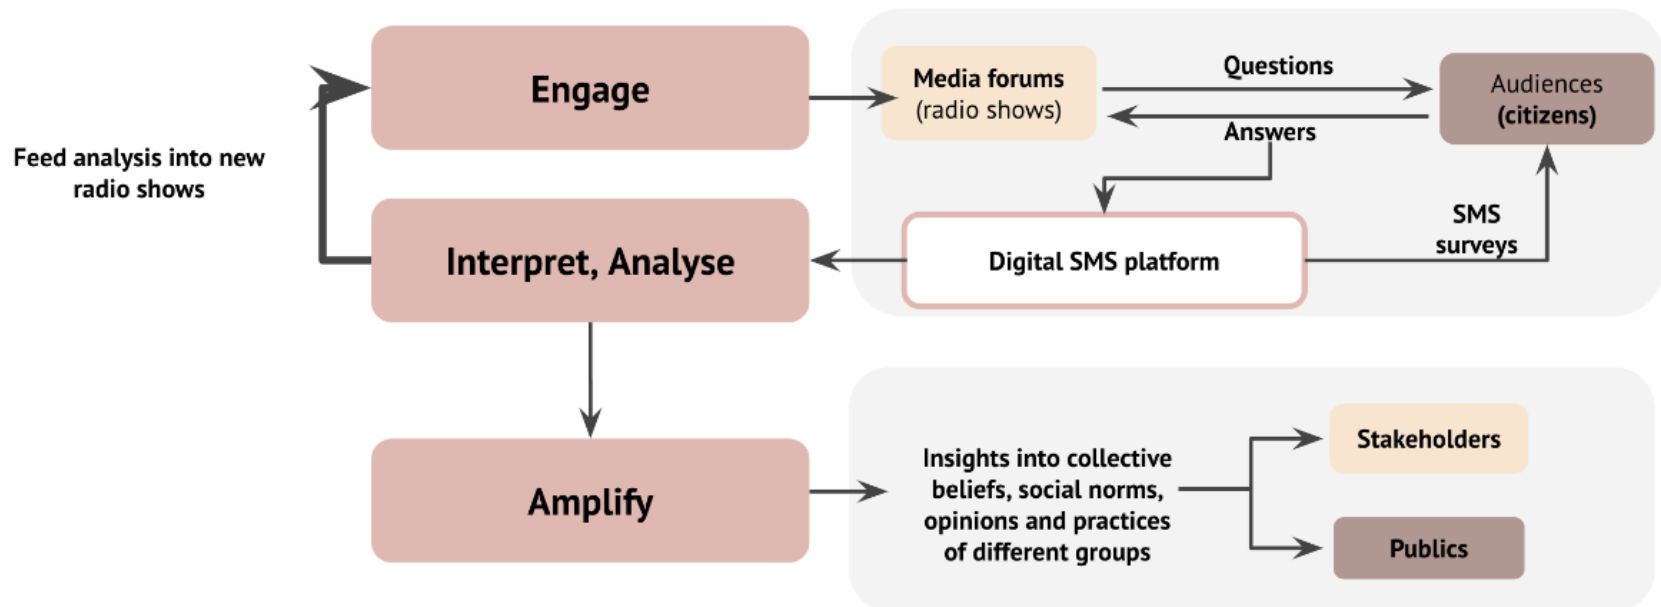 Engage
Media forums
(radio shows)
Questions
Answers
Audiences
(citizens)
Feed analysis into new
radio shows
Interpret, Analyse
Digital SMS platform
SMS
surveys
Amplify
Insights into collective
beliefs, social norms,
opinions and practices
of different groups
Stakeholders
Publics